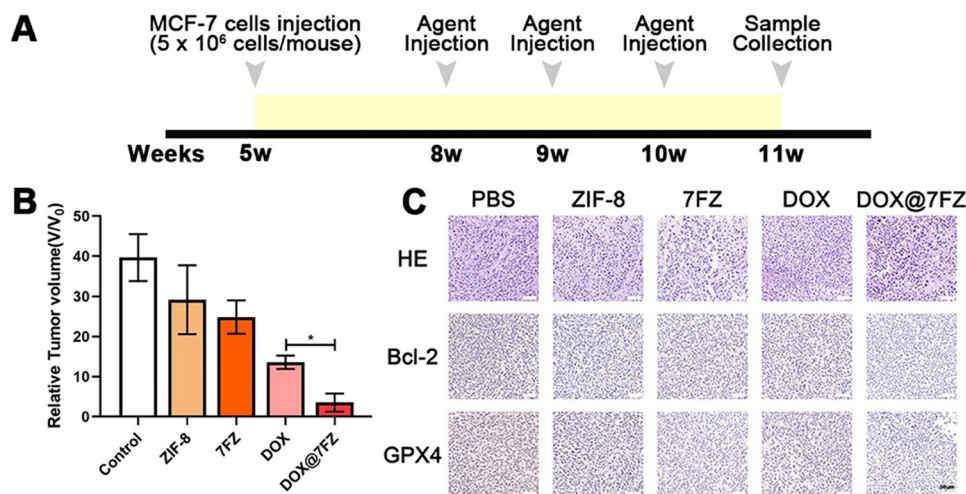 A
MCF-7 cells injection
(5 x 10⁶ cells/mouse)
Agent
Injection
Agent
Injection
Agent
Injection
Sample
Collection
Weeks 5w 8w 9w 10w 11w
B
Relative Tumor volume(V/V₀)
50
40
30
20
10
0
*
Control
ZIF-8
7FZ
DOX
DOX@7FZ
C
PBS ZIF-8 7FZ DOX DOX@7FZ
HE
Bcl-2
GPX4
50μm